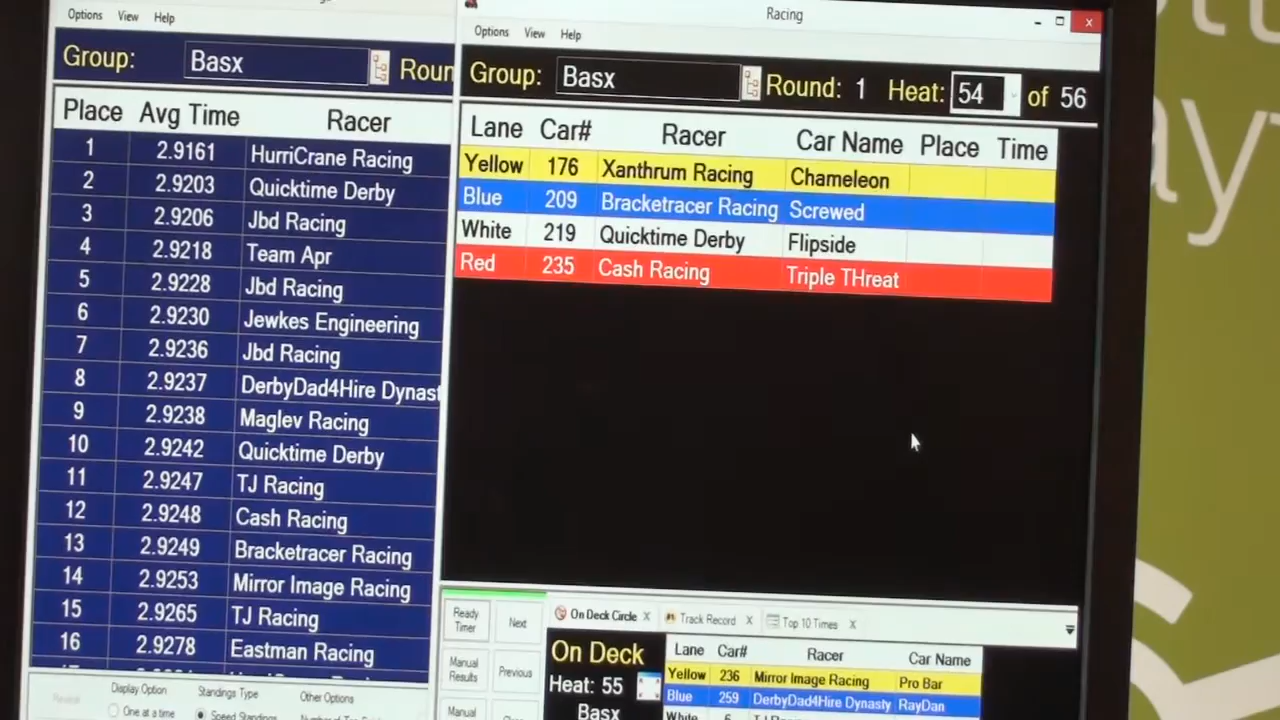 Options View Help
Group: Basx Roun
Place Avg Time Racer
1 2.9161 HurriCrane Racing
2 2.9203 Quicktime Derby
3 2.9206 Jbd Racing
4 2.9218 Team Apr
5 2.9228 Jbd Racing
6 2.9230 Jewkes Engineering
7 2.9236 Jbd Racing
8 2.9237 DerbyDad4Hire Dynast
9 2.9238 Maglev Racing
10 2.9242 Quicktime Derby
11 2.9247 TJ Racing
12 2.9248 Cash Racing
13 2.9249 Bracketracer Racing
14 2.9253 Mirror Image Racing
15 2.9265 TJ Racing
16 2.9278 Eastman Racing
Display Option Standings Type Other Options
One at a time Speed Standings
Racing
Options View Help
Group: Basx Round: 1 Heat: 54 of 56
Lane Car# Racer Car Name Place Time
Yellow 176 Xanthrum Racing Chameleon
Blue 209 Bracketracer Racing Screwed
White 219 Quicktime Derby Flipside
Red 235 Cash Racing Triple THreat
Ready Timer Next
Manual Results Previous
Manual
On Deck Circle X Track Record X Top 10 Times X
On Deck
Heat: 55
Basx
Lane Car# Racer Car Name
Yellow 236 Mirror Image Racing Pro Bar
Blue 259 DerbyDad4Hire Dynasty RayDan
White 6